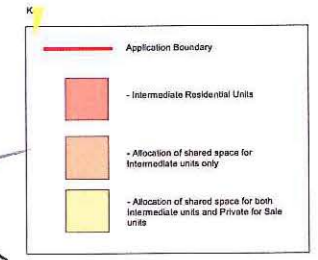 K
Application Boundary
- Intermediate Residential Units
- Allocation of shared space for
Intermediate units only
- Allocation of shared space for both
Intermediate units and Private for Sale
units